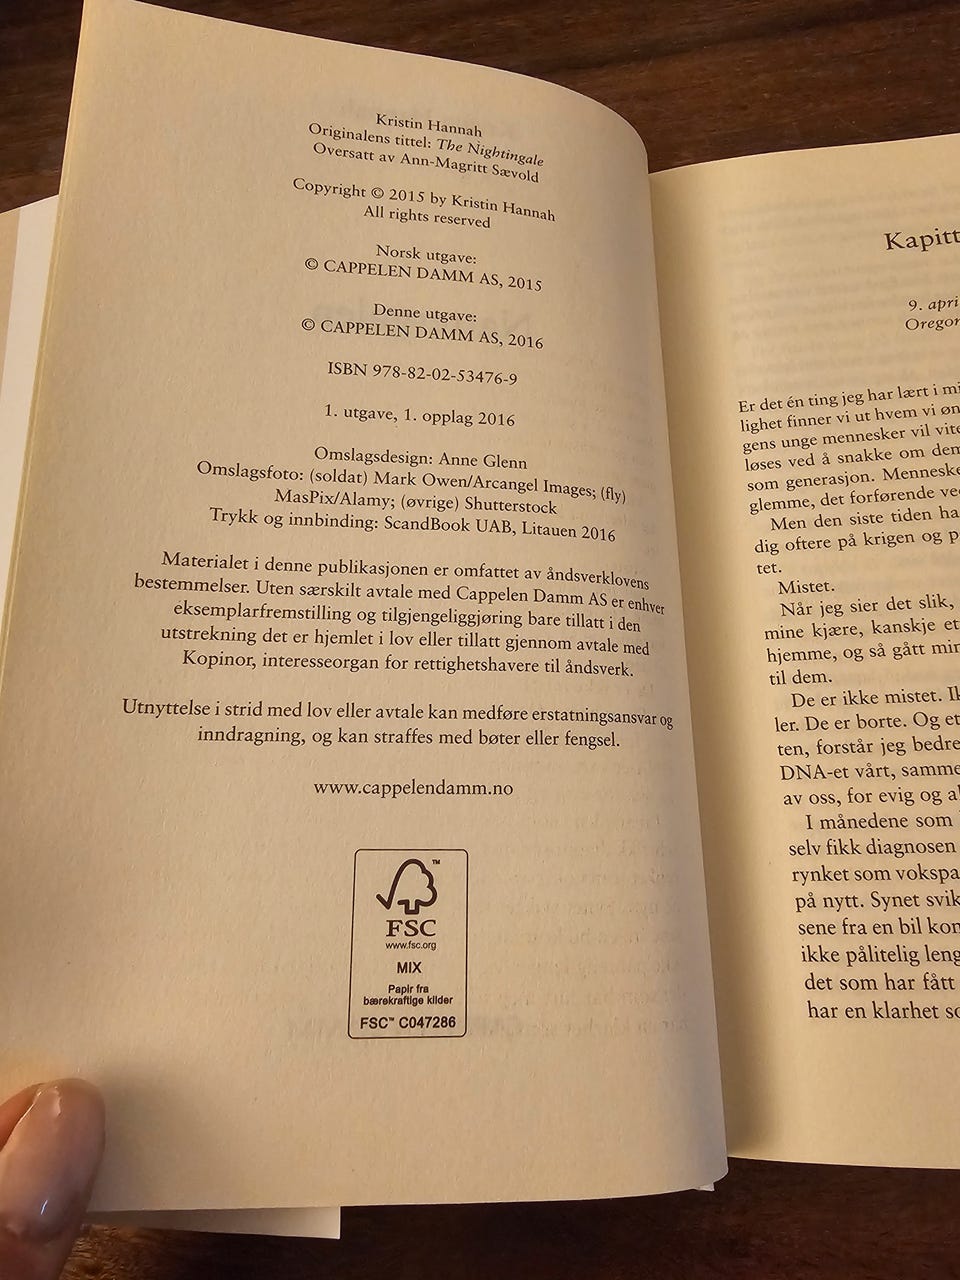 Kristin Hannah
Originalens tittel: The Nightingale
Oversatt av Ann-Magritt Sævold
Copyright © 2015 by Kristin Hannah
All rights reserved
Norsk utgave:
© CAPPELEN DAMM AS, 2015
Denne utgave:
© CAPPELEN DAMM AS, 2016
ISBN 978-82-02-53476-9
1. utgave, 1. opplag 2016
Omslagsdesign: Anne Glenn
Omslagsfoto: (soldat) Mark Owen/Arcangel Images; (fly)
MasPix/Alamy; (øvrige) Shutterstock
Trykk og innbinding: ScandBook UAB, Litauen 2016
Materialet i denne publikasjonen er omfattet av åndsverklovens
bestemmelser. Uten særskilt avtale med Cappelen Damm AS er enhver
eksemplarfremstilling og tilgjengeliggjøring bare tillatt i den
utstrekning det er hjemlet i lov eller tillatt gjennom avtale med
Kopinor, interesseorgan for rettighetshavere til åndsverk.
Utnyttelse i strid med lov eller avtale kan medføre erstatningsansvar og
inndragning, og kan straffes med bøter eller fengsel.
www.cappelendamm.no
™
FSC
www.fsc.org
MIX
Papir fra
bærekraftige kilder
FSC™ C047286
Kapitt
9. apri
Oregon
Er det én ting jeg har lært i mi
lighet finner vi ut hvem vi øn
gens unge mennesker vil vite
løses ved å snakke om dem
som generasjon. Menneske
glemme, det forførende ve
Men den siste tiden ha
dig oftere på krigen og p
tet.
Mistet.
Når jeg sier det slik,
mine kjære, kanskje et
hjemme, og så gått min
til dem.
De er ikke mistet. Ik
ler. De er borte. Og et
ten, forstår jeg bedre
DNA-et vårt, samme
av oss, for evig og al
I månedene som
selv fikk diagnosen
rynket som vokspa
på nytt. Synet svik
sene fra en bil kon
ikke pålitelig leng
det som har fått
har en klarhet so